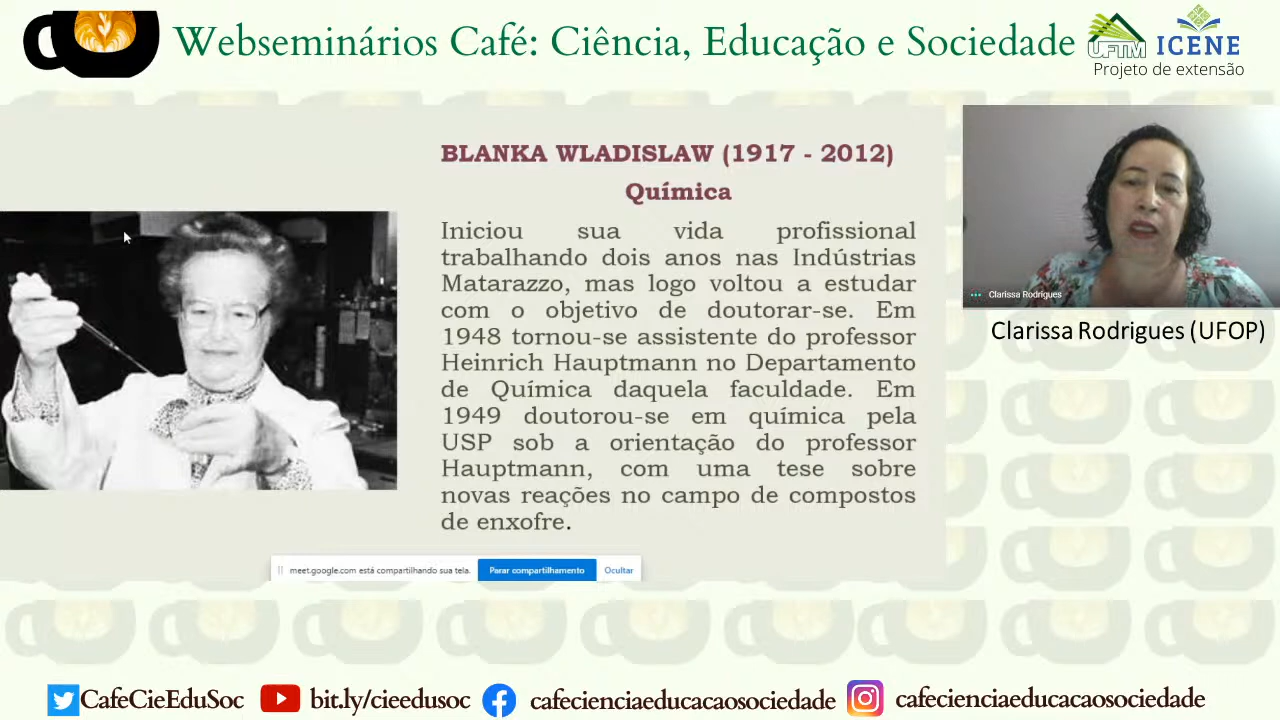 Webseminários Café: Ciência, Educação e Sociedade
UFTM
ICENE
Projeto de extensão
BLANKA WLADISLAW (1917 - 2012)
Química
Iniciou sua vida profissional
trabalhando dois anos nas Indústrias
Matarazzo, mas logo voltou a estudar
com o objetivo de doutorar-se. Em
1948 tornou-se assistente do professor
Heinrich Hauptmann no Departamento
de Química daquela faculdade. Em
1949 doutorou-se em química pela
USP sob a orientação do professor
Hauptmann, com uma tese sobre
novas reações no campo de compostos
de enxofre.
Clarissa Rodrigues
Clarissa Rodrigues (UFOP)
meet.google.com está compartilhando sua tela.
Parar compartilhamento
Ocultar
CafeCieEduSoc
bit.ly/cieedusoc
cafecienciaeducacaosociedade
cafecienciaeducacaosociedade